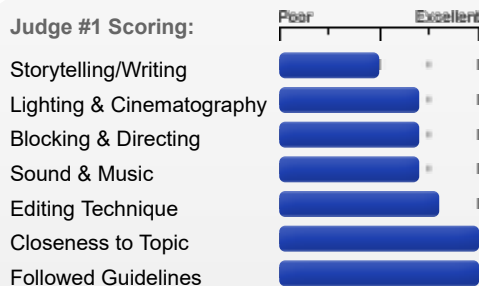 Poor Excellent
Judge #1 Scoring:
Storytelling/Writing
Lighting & Cinematography
Blocking & Directing
Sound & Music
Editing Technique
Closeness to Topic
Followed Guidelines